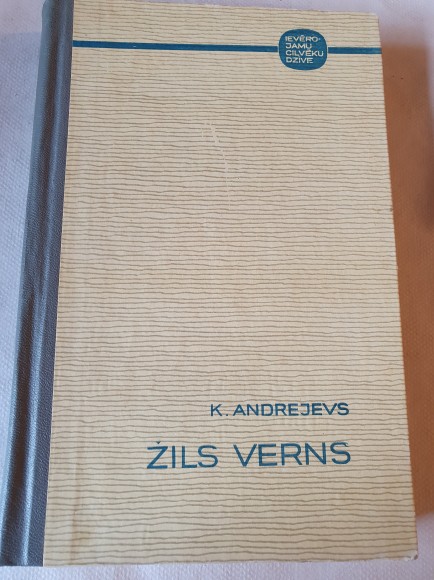 IEVĒRO-
JAMU
CILVĒKU
DZĪVE
K. ANDREJEVS
ŽILS VERNS